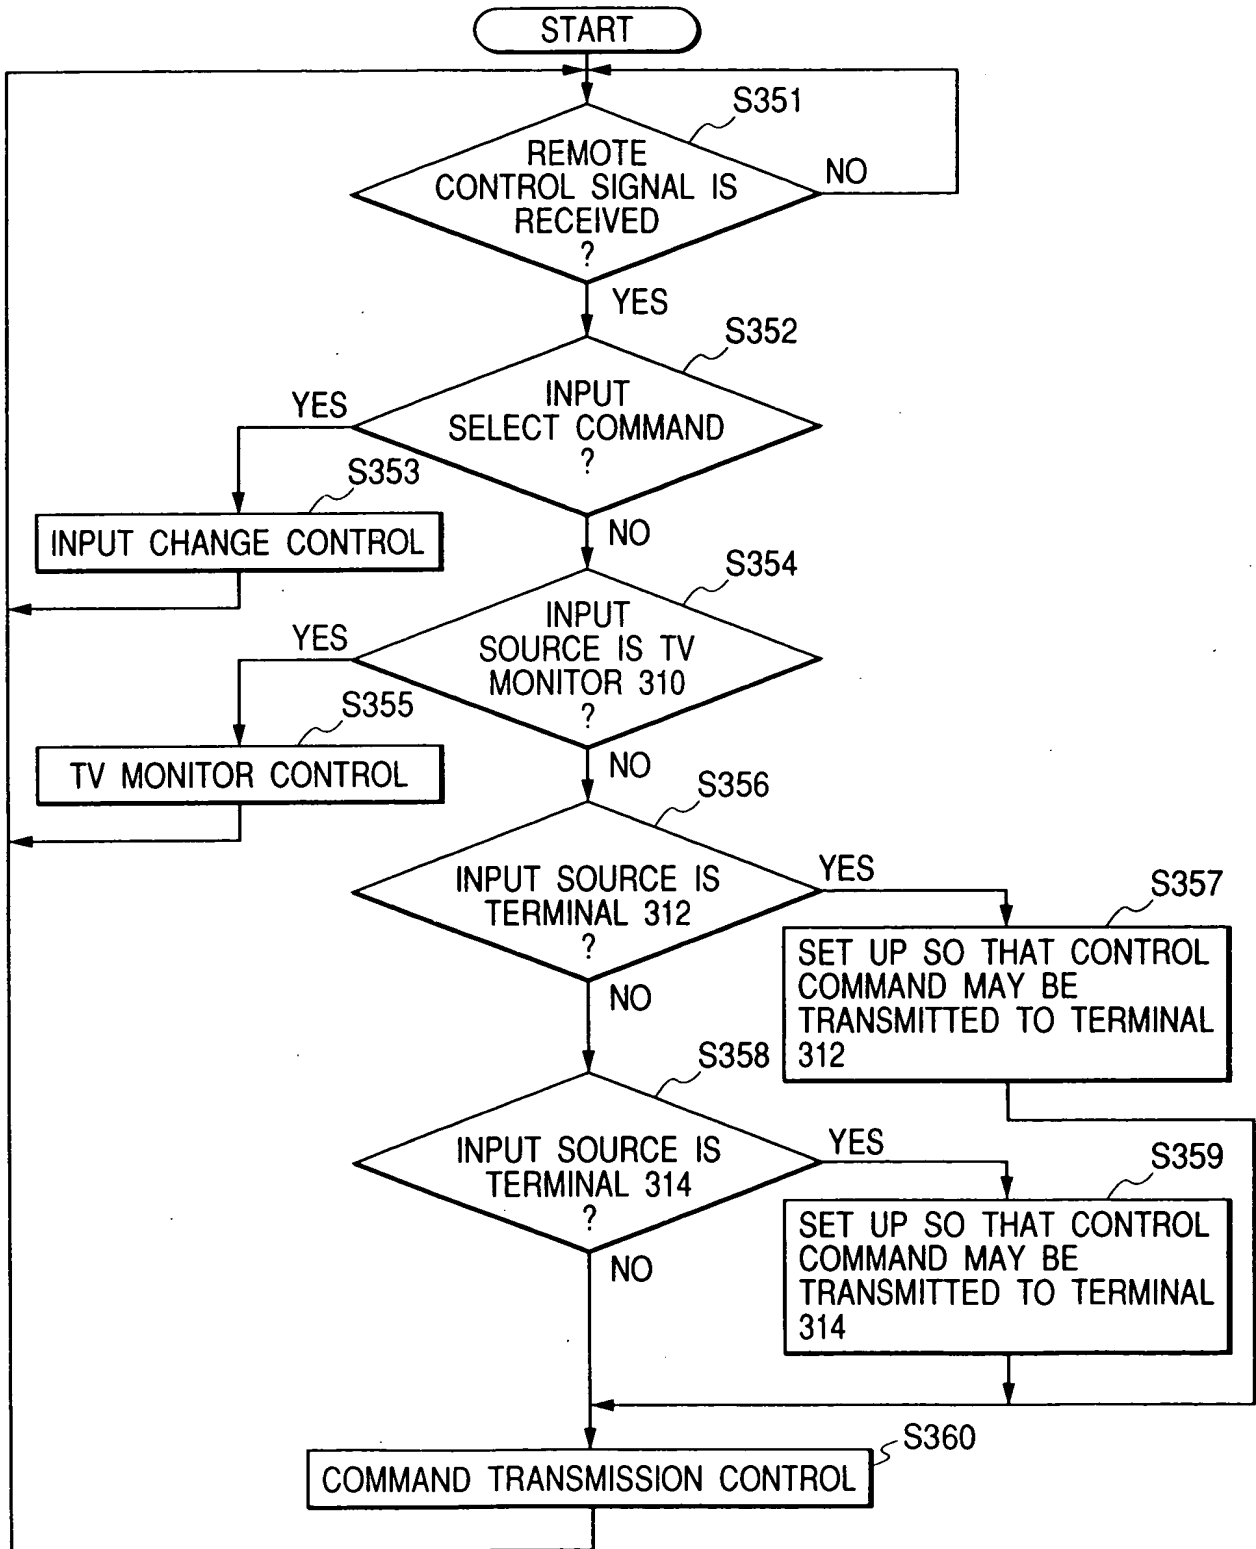 START
S351
REMOTE
CONTROL SIGNAL IS
RECEIVED
?
NO
YES
S352
INPUT
SELECT COMMAND
?
YES
S353
INPUT CHANGE CONTROL
NO
S354
INPUT
SOURCE IS TV
MONITOR 310
?
YES
S355
TV MONITOR CONTROL
NO
S356
INPUT SOURCE IS
TERMINAL 312
?
YES
S357
SET UP SO THAT CONTROL
COMMAND MAY BE
TRANSMITTED TO TERMINAL
312
NO
S358
INPUT SOURCE IS
TERMINAL 314
?
YES
S359
SET UP SO THAT CONTROL
COMMAND MAY BE
TRANSMITTED TO TERMINAL
314
NO
S360
COMMAND TRANSMISSION CONTROL